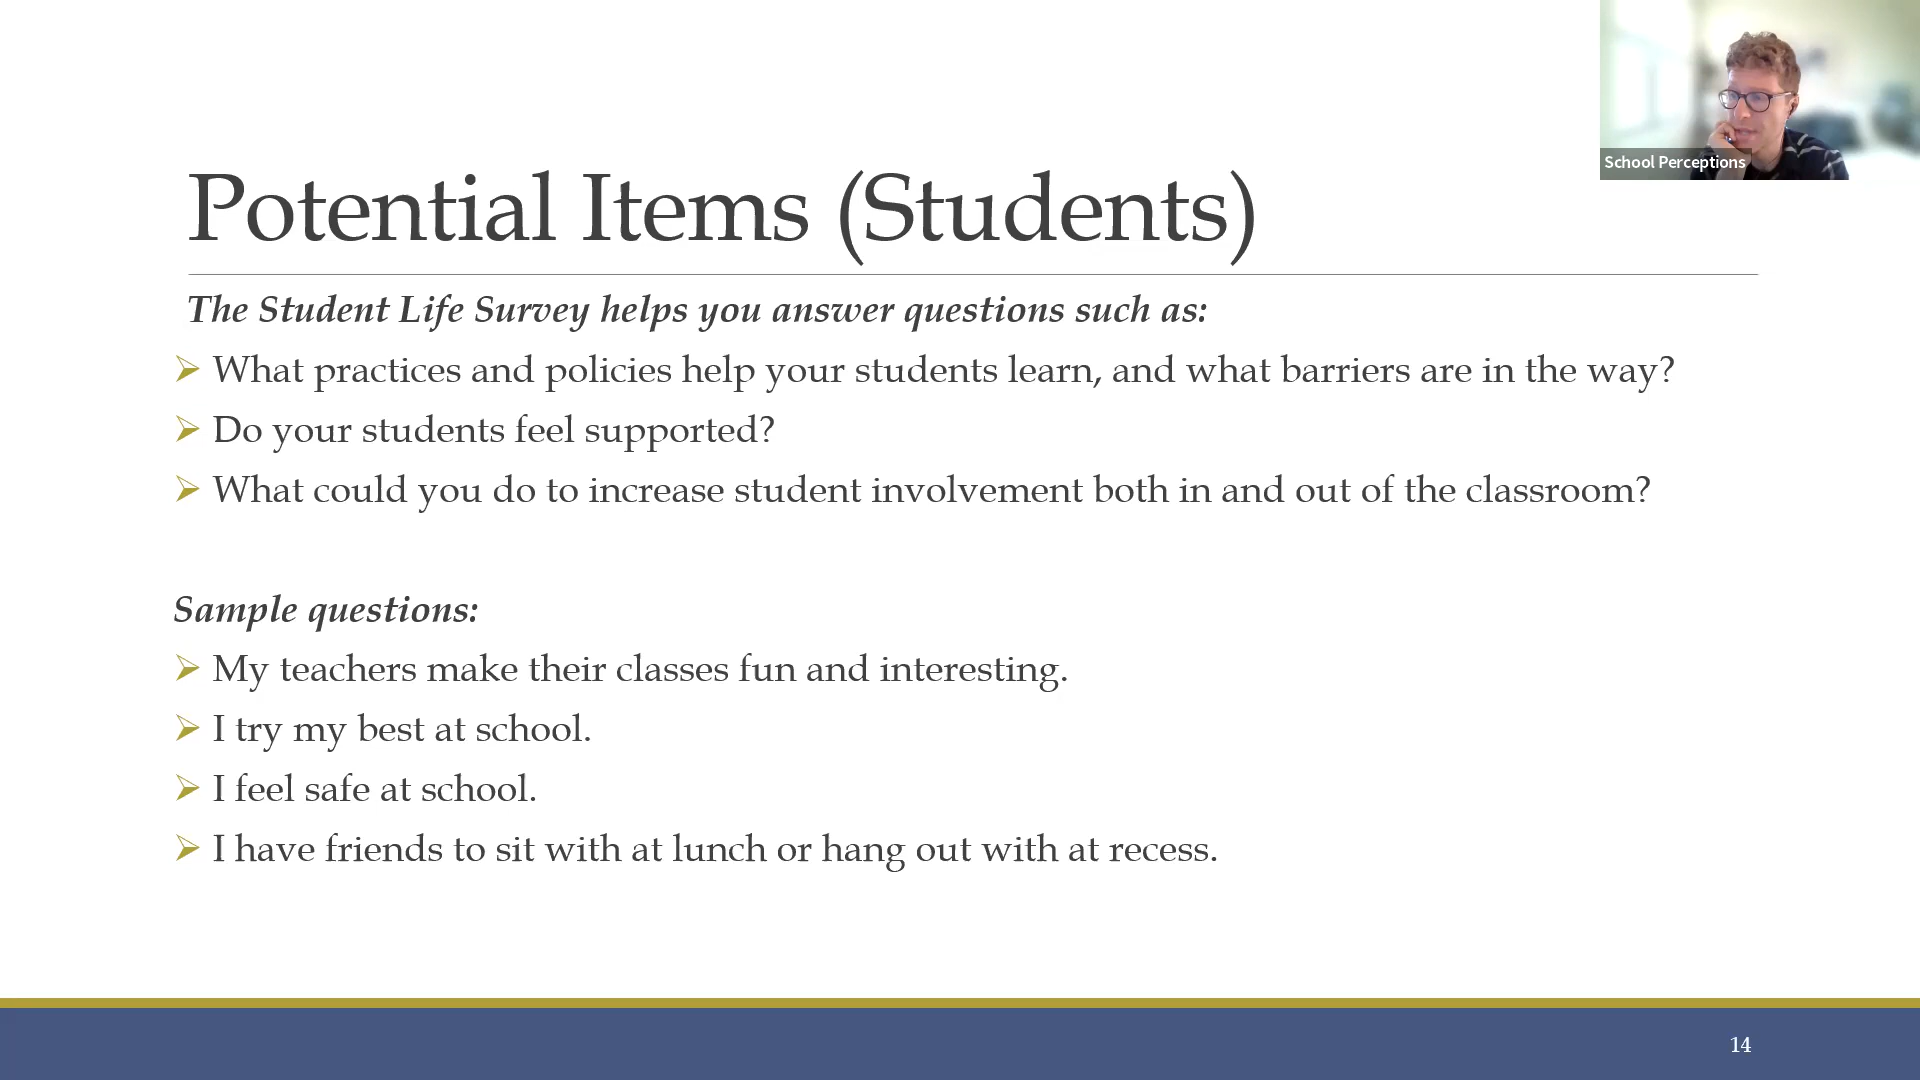 School Perceptions
Potential Items (Students)
The Student Life Survey helps you answer questions such as:
What practices and policies help your students learn, and what barriers are in the way?
Do your students feel supported?
What could you do to increase student involvement both in and out of the classroom?
Sample questions:
My teachers make their classes fun and interesting.
I try my best at school.
I feel safe at school.
I have friends to sit with at lunch or hang out with at recess.
14